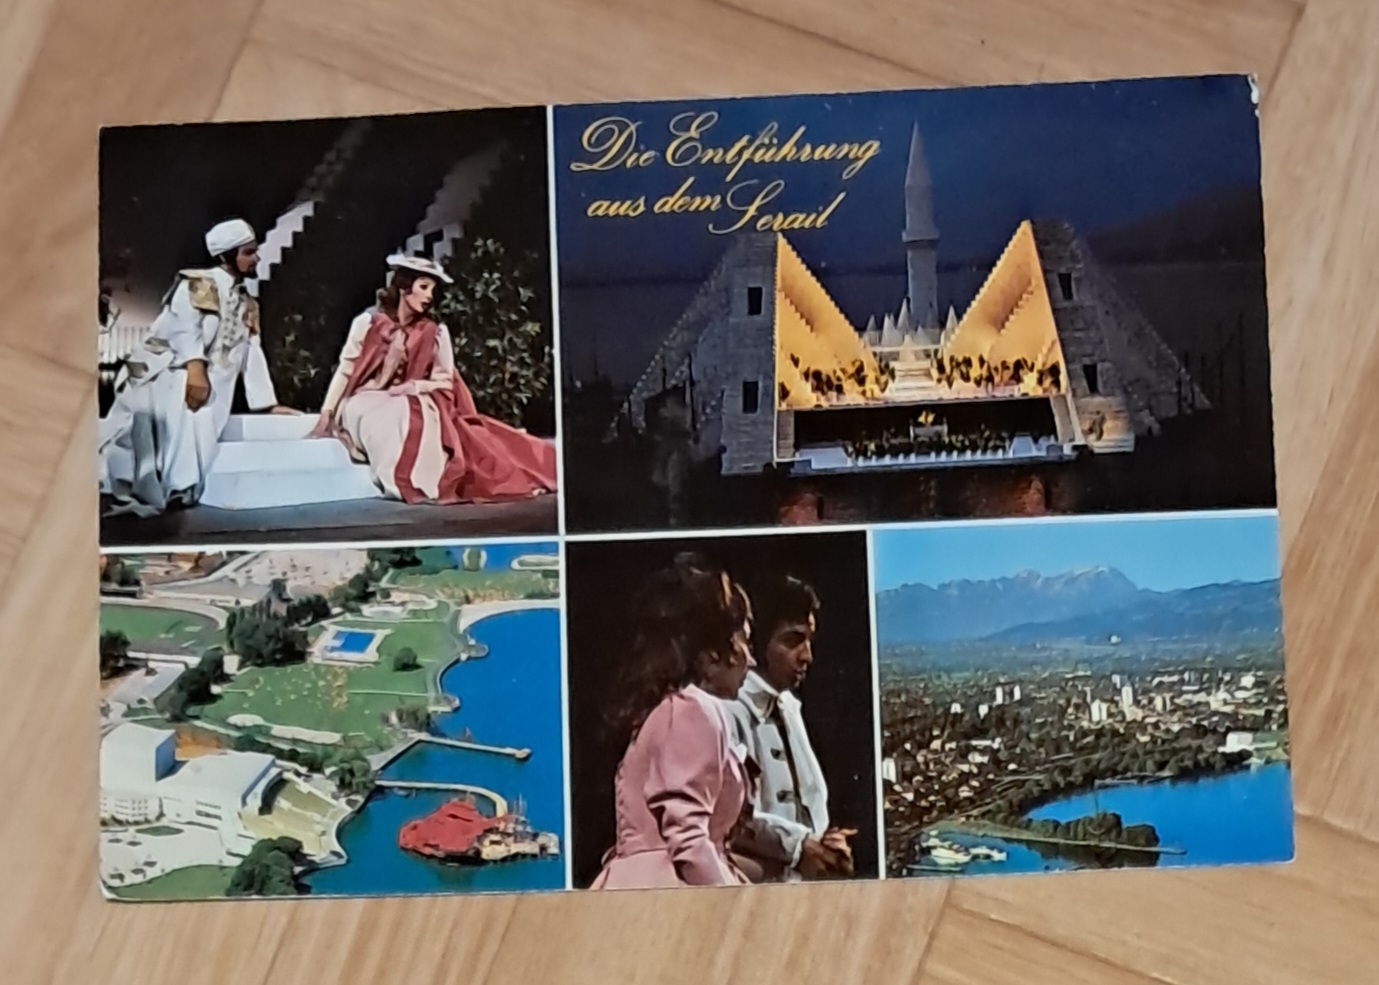 Die Entführung
aus dem Serail